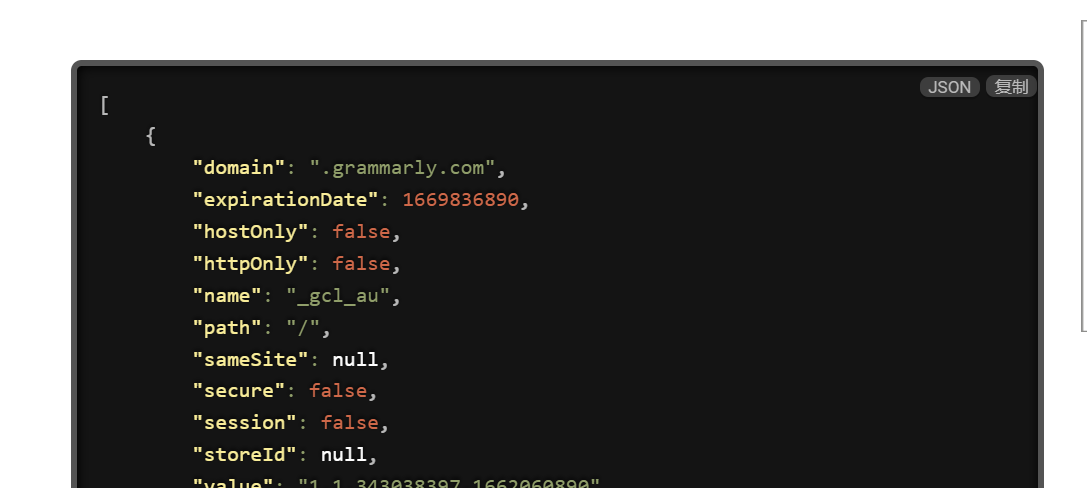 JSON 复制
[
{
"domain": ".grammarly.com",
"expirationDate": 1669836890,
"hostOnly": false,
"httpOnly": false,
"name": "_gcl_au",
"path": "/",
"sameSite": null,
"secure": false,
"session": false,
"storeId": null,
"value": "1.1.343038397.1662060890"